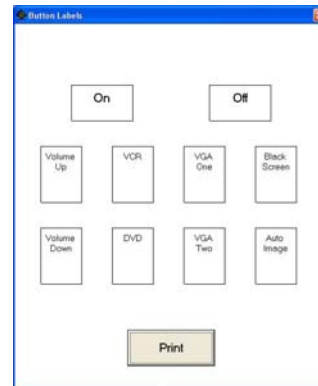 Button Labels
On Off
Volume Up VCR VGA One Black Screen
Volume Down DVD VGA Two Auto Image
Print